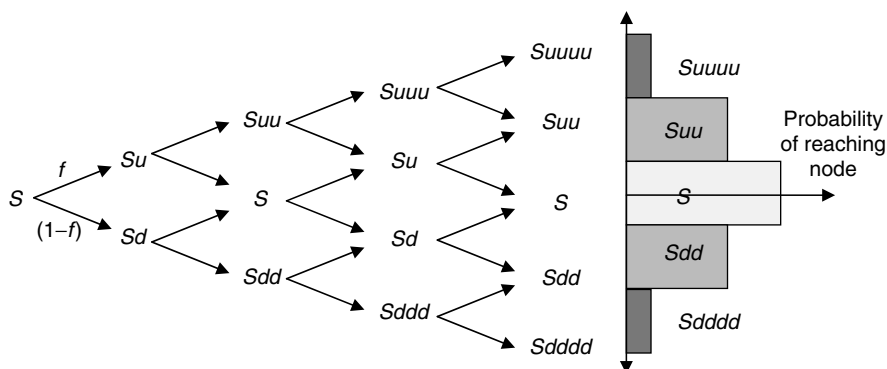 S
f
(1–f)
Su
Sd
Suu
S
Sdd
Suuu
Su
Sd
Sddd
Suuuu
Suu
S
Sdd
Sdddd
Suuuu
Suu
S
Sdd
Sdddd
Probability
of reaching
node